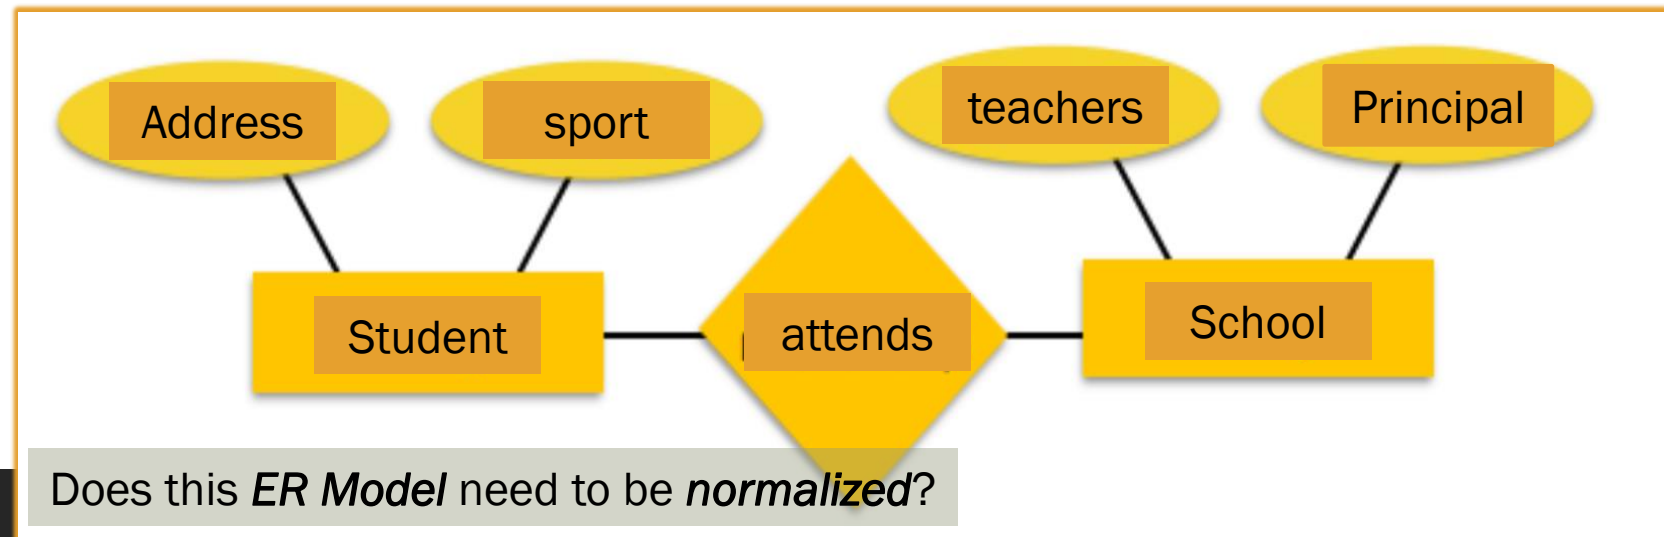 Address
sport
teachers
Principal
Student
attends
School
Does this ER Model need to be normalized?